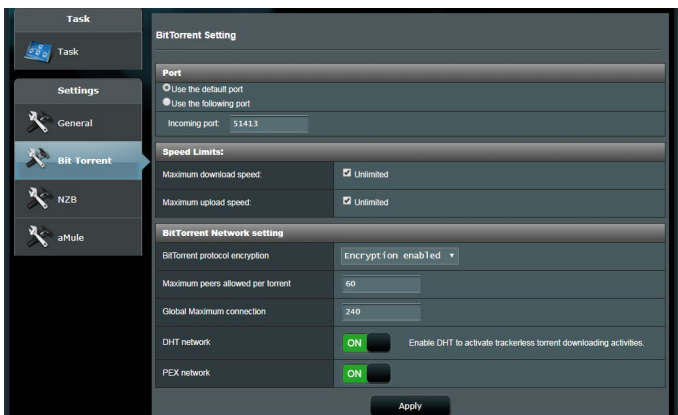 Task
Task
Settings
General
Bit Torrent
NZB
aMule
BitTorrent Setting
Port
Use the default port
Use the following port
Incoming port: 51413
Speed Limits:
Maximum download speed: Unlimited
Maximum upload speed: Unlimited
BitTorrent Network setting
BitTorrent protocol encryption Encryption enabled
Maximum peers allowed per torrent 60
Global Maximum connection 240
DHT network ON Enable DHT to activate trackerless torrent downloading activities.
PEX network ON
Apply